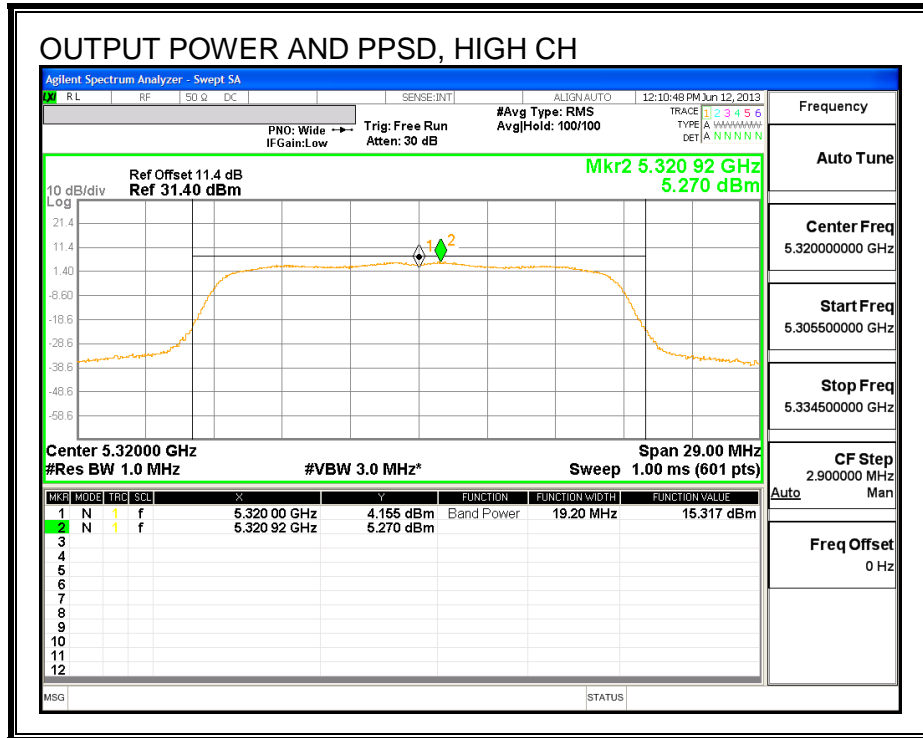 OUTPUT POWER AND PPSD, HIGH CH
Agilent Spectrum Analyzer - Swept SA
LXI RL RF 50 Ω DC SENSE:INT ALIGNAUTO 12:10:48 PM Jun 12, 2013
PNO: Wide Trig: Free Run #Avg Type: RMS TRACE 1 2 3 4 5 6
IFGain:Low Atten: 30 dB Avg|Hold: 100/100 TYPE A WWWWW
DET A N N N N N
Mkr2 5.320 92 GHz
5.270 dBm
Ref Offset 11.4 dB
10 dB/div Ref 31.40 dBm
Log
21.4
11.4
1.40
-8.60
-18.6
-28.6
-38.6
-48.6
-58.6
1 2
Center 5.32000 GHz Span 29.00 MHz
#Res BW 1.0 MHz #VBW 3.0 MHz* Sweep 1.00 ms (601 pts)
MKR MODE TRC SCL X Y FUNCTION FUNCTION WIDTH FUNCTION VALUE
1 N 1 f 5.320 00 GHz 4.155 dBm Band Power 19.20 MHz 15.317 dBm
2 N 1 f 5.320 92 GHz 5.270 dBm
3
4
5
6
7
8
9
10
11
12
MSG STATUS
Frequency
Auto Tune
Center Freq
5.320000000 GHz
Start Freq
5.305500000 GHz
Stop Freq
5.334500000 GHz
CF Step
2.900000 MHz
Auto Man
Freq Offset
0 Hz